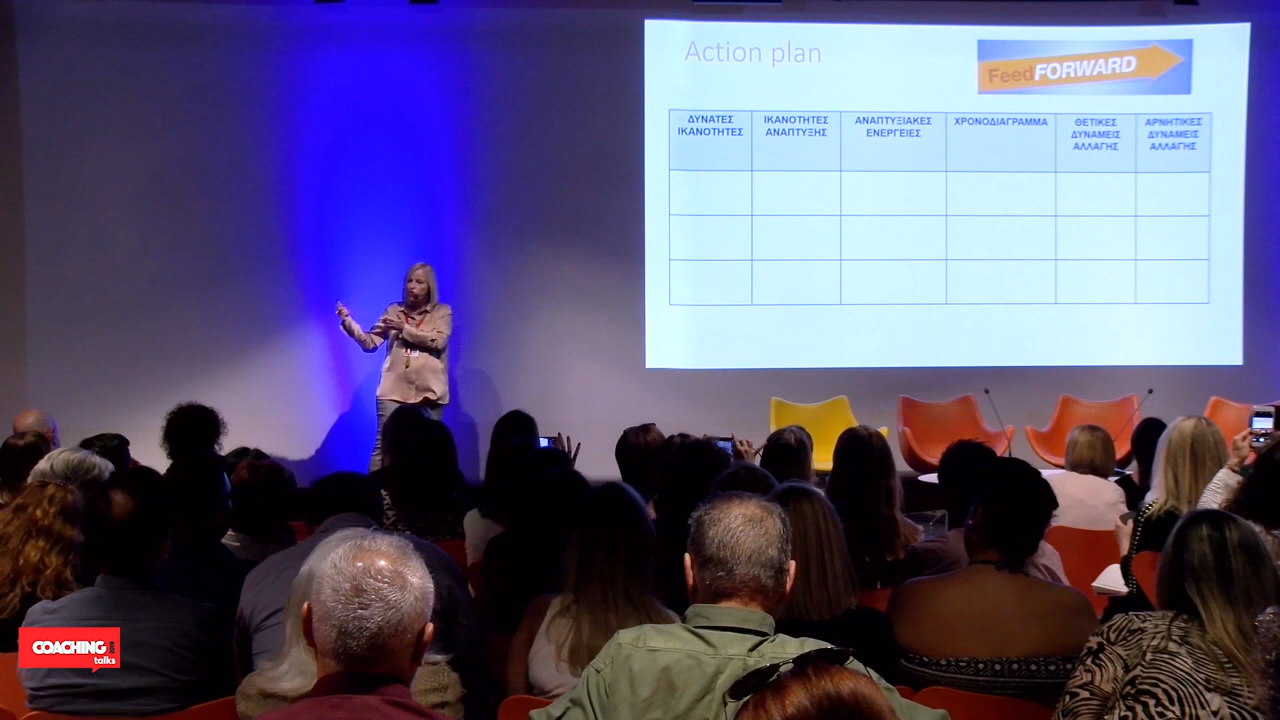 Action plan
FeedFORWARD
ΔΥΝΑΤΕΣ
ΙΚΑΝΟΤΗΤΕΣ
ΙΚΑΝΟΤΗΤΕΣ
ΑΝΑΠΤΥΞΗΣ
ΑΝΑΠΤΥΞΙΑΚΕΣ
ΕΝΕΡΓΕΙΕΣ
ΧΡΟΝΟΔΙΑΓΡΑΜΜΑ
ΘΕΤΙΚΕΣ
ΔΥΝΑΜΕΙΣ
ΑΛΛΑΓΗΣ
ΑΡΝΗΤΙΚΕΣ
ΔΥΝΑΜΕΙΣ
ΑΛΛΑΓΗΣ
COACHING
talks